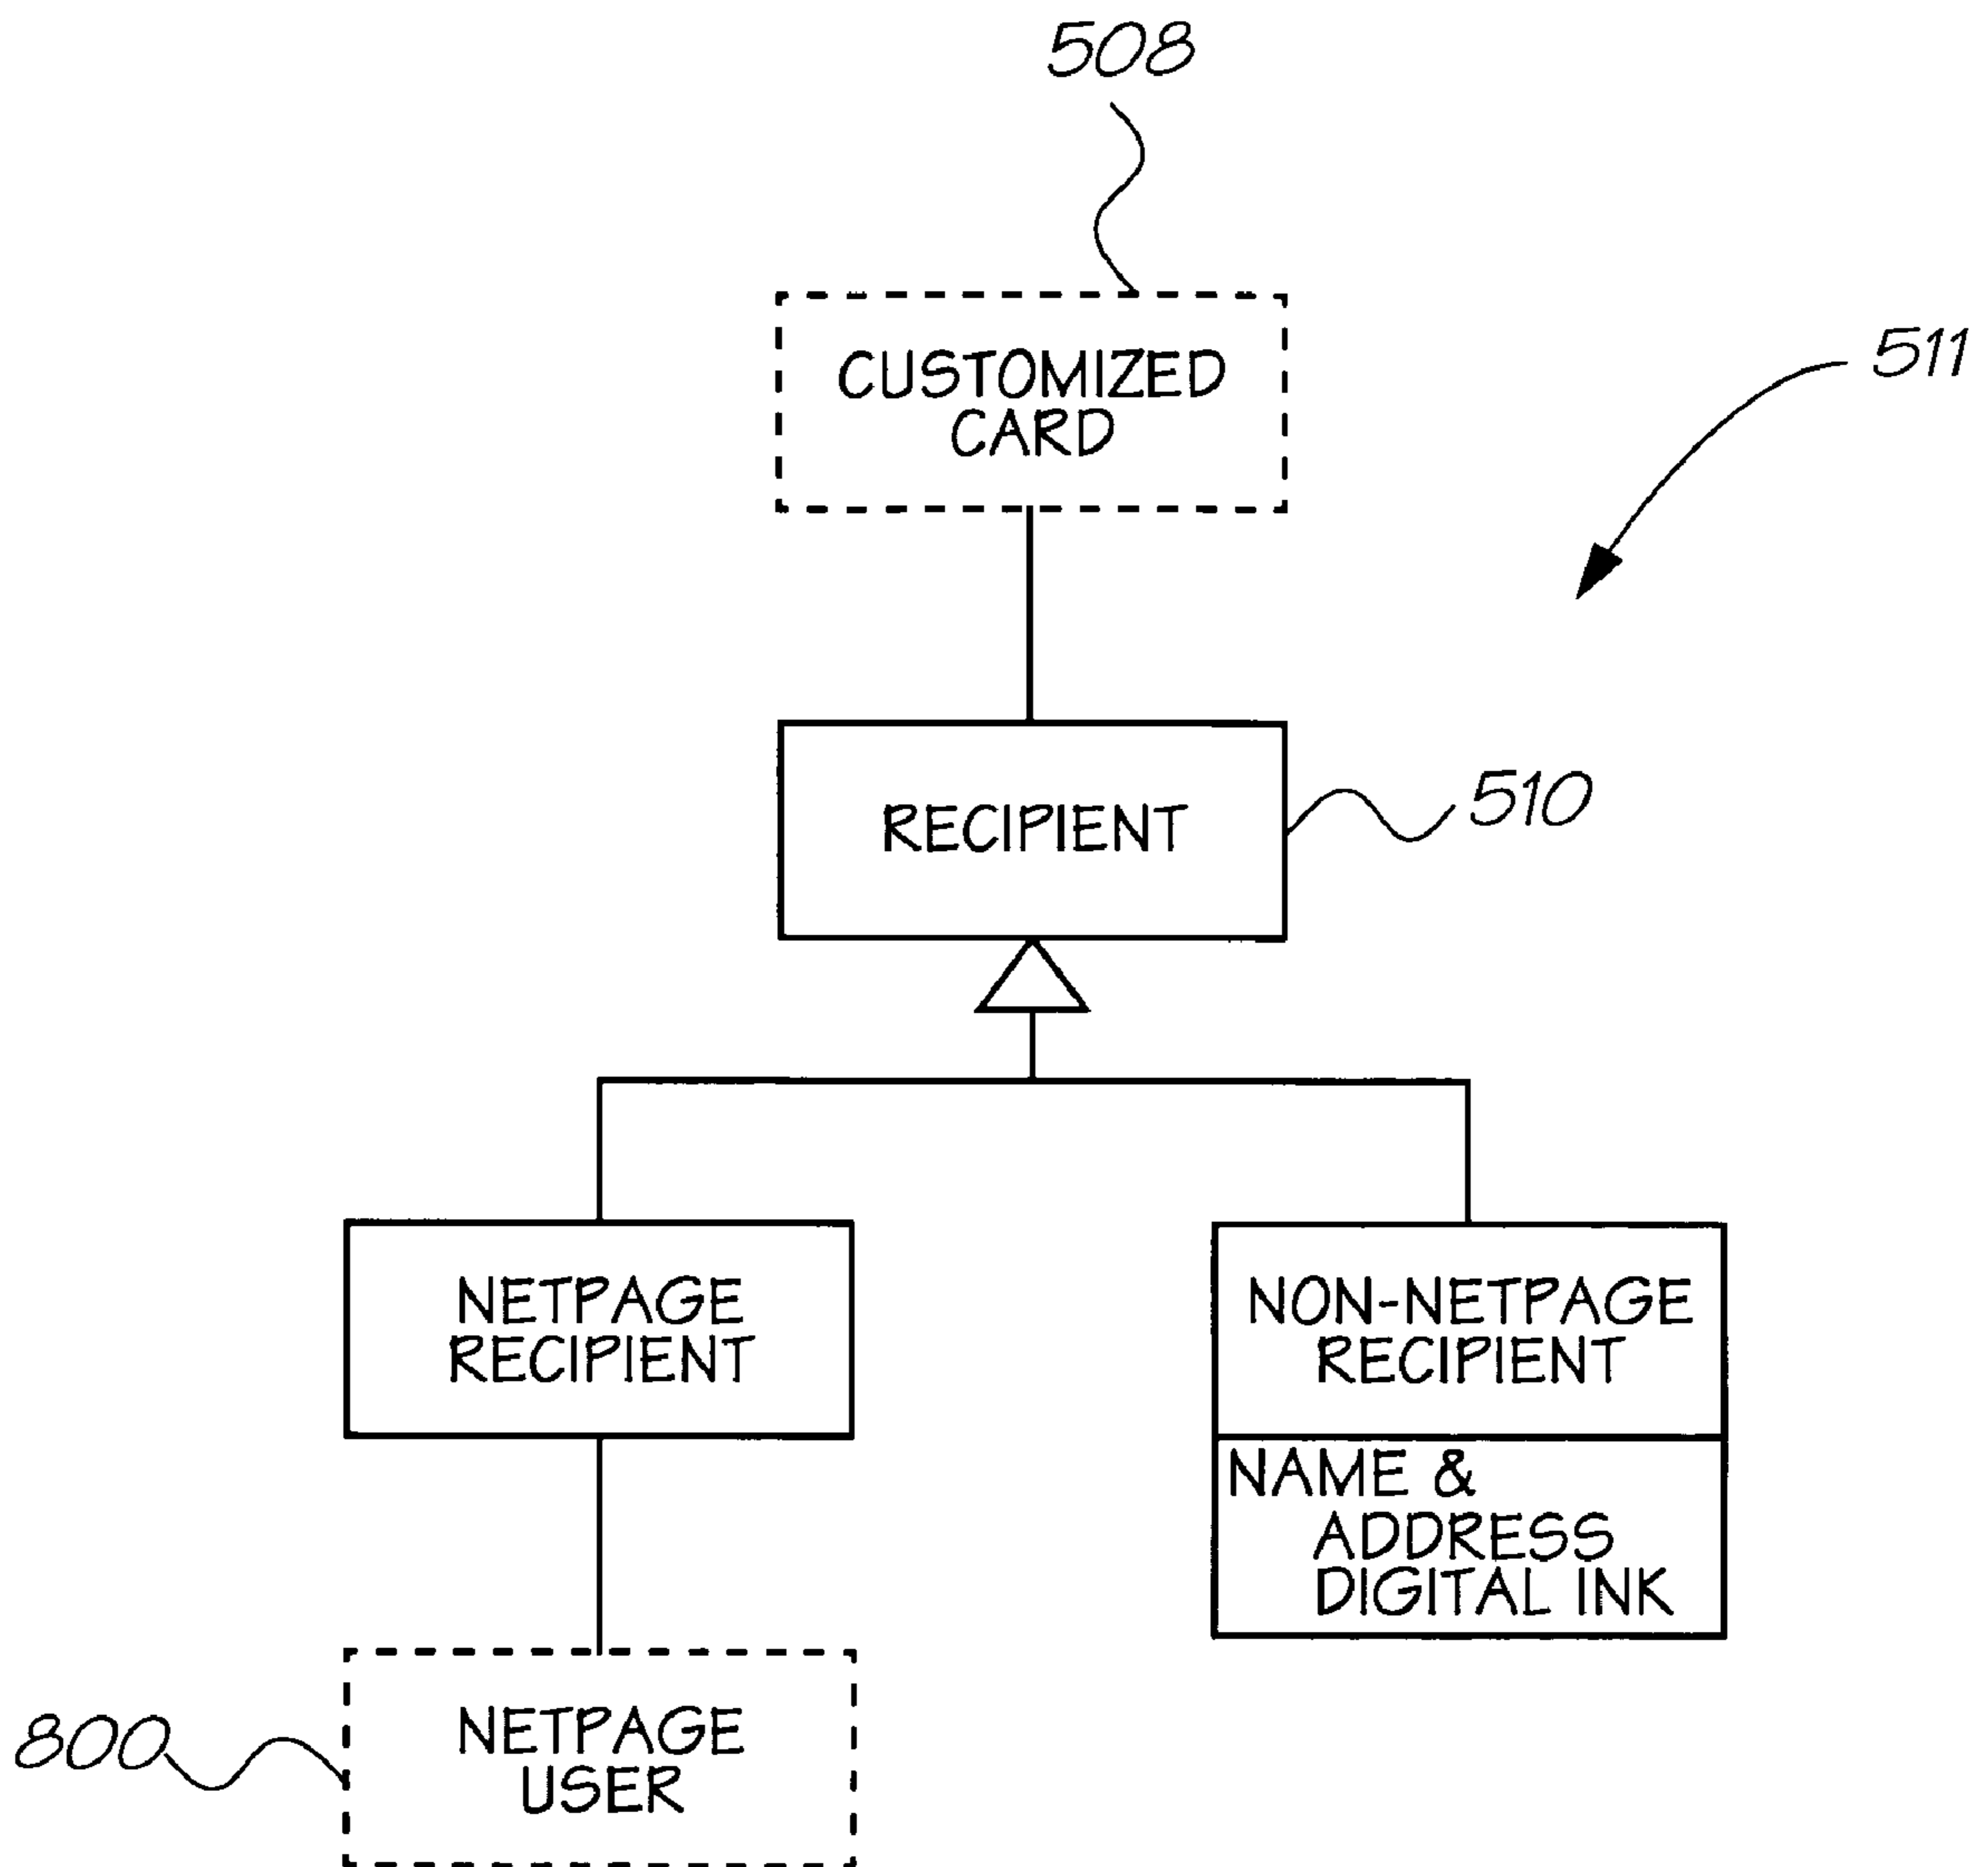 508
CUSTOMIZED
CARD
511
RECIPIENT
510
NETPAGE
RECIPIENT
NON-NETPAGE
RECIPIENT
NAME &
ADDRESS
DIGITAL INK
800
NETPAGE
USER